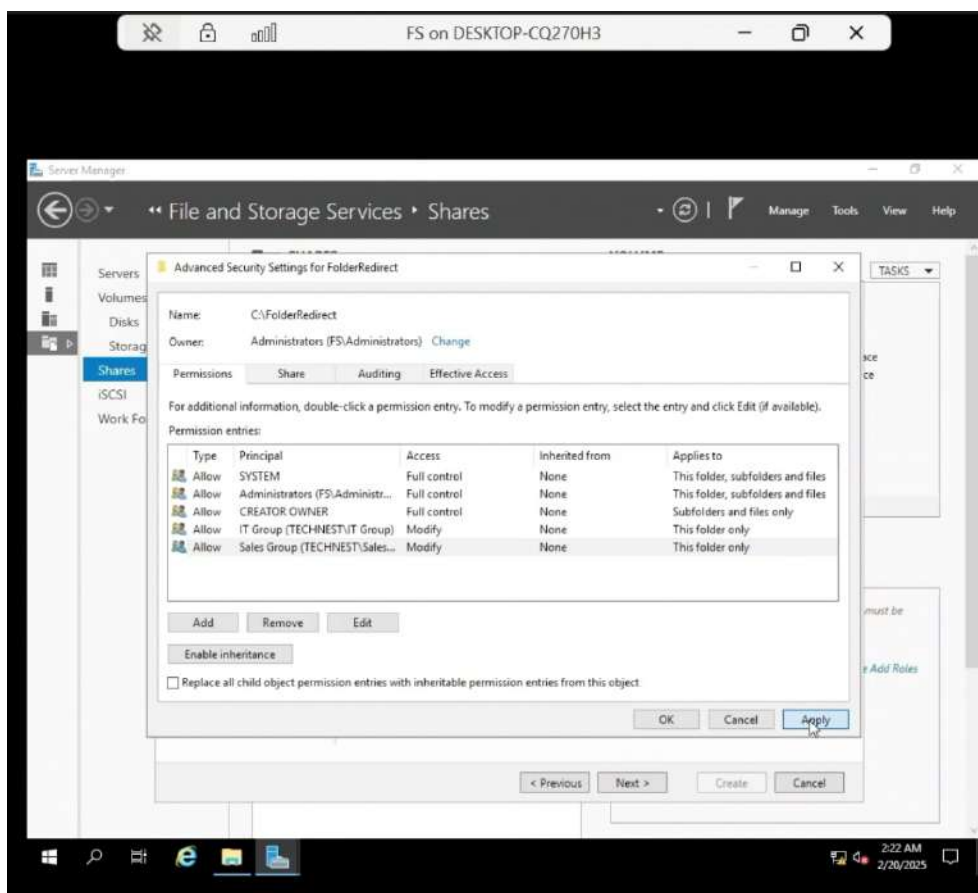 FS on DESKTOP-CQ270H3
Server Manager
File and Storage Services • Shares
Manage Tools View Help
Servers
Volumes
Disks
Storag
Shares
iSCSI
Work Fo
TASKS
Advanced Security Settings for FolderRedirect
Name: C:\FolderRedirect
Owner: Administrators (FS\Administrators) Change
Permissions Share Auditing Effective Access
For additional information, double-click a permission entry. To modify a permission entry, select the entry and click Edit (if available).
Permission entries:
Type Principal Access Inherited from Applies to
Allow SYSTEM Full control None This folder, subfolders and files
Allow Administrators (FS\Administr... Full control None This folder, subfolders and files
Allow CREATOR OWNER Full control None Subfolders and files only
Allow IT Group (TECHNEST\IT Group) Modify None This folder only
Allow Sales Group (TECHNEST\Sales... Modify None This folder only
Add Remove Edit
Enable inheritance
Replace all child object permission entries with inheritable permission entries from this object
OK Cancel Apply
ace
ce
must be
e Add Roles
< Previous Next > Create Cancel
2:22 AM
2/20/2025